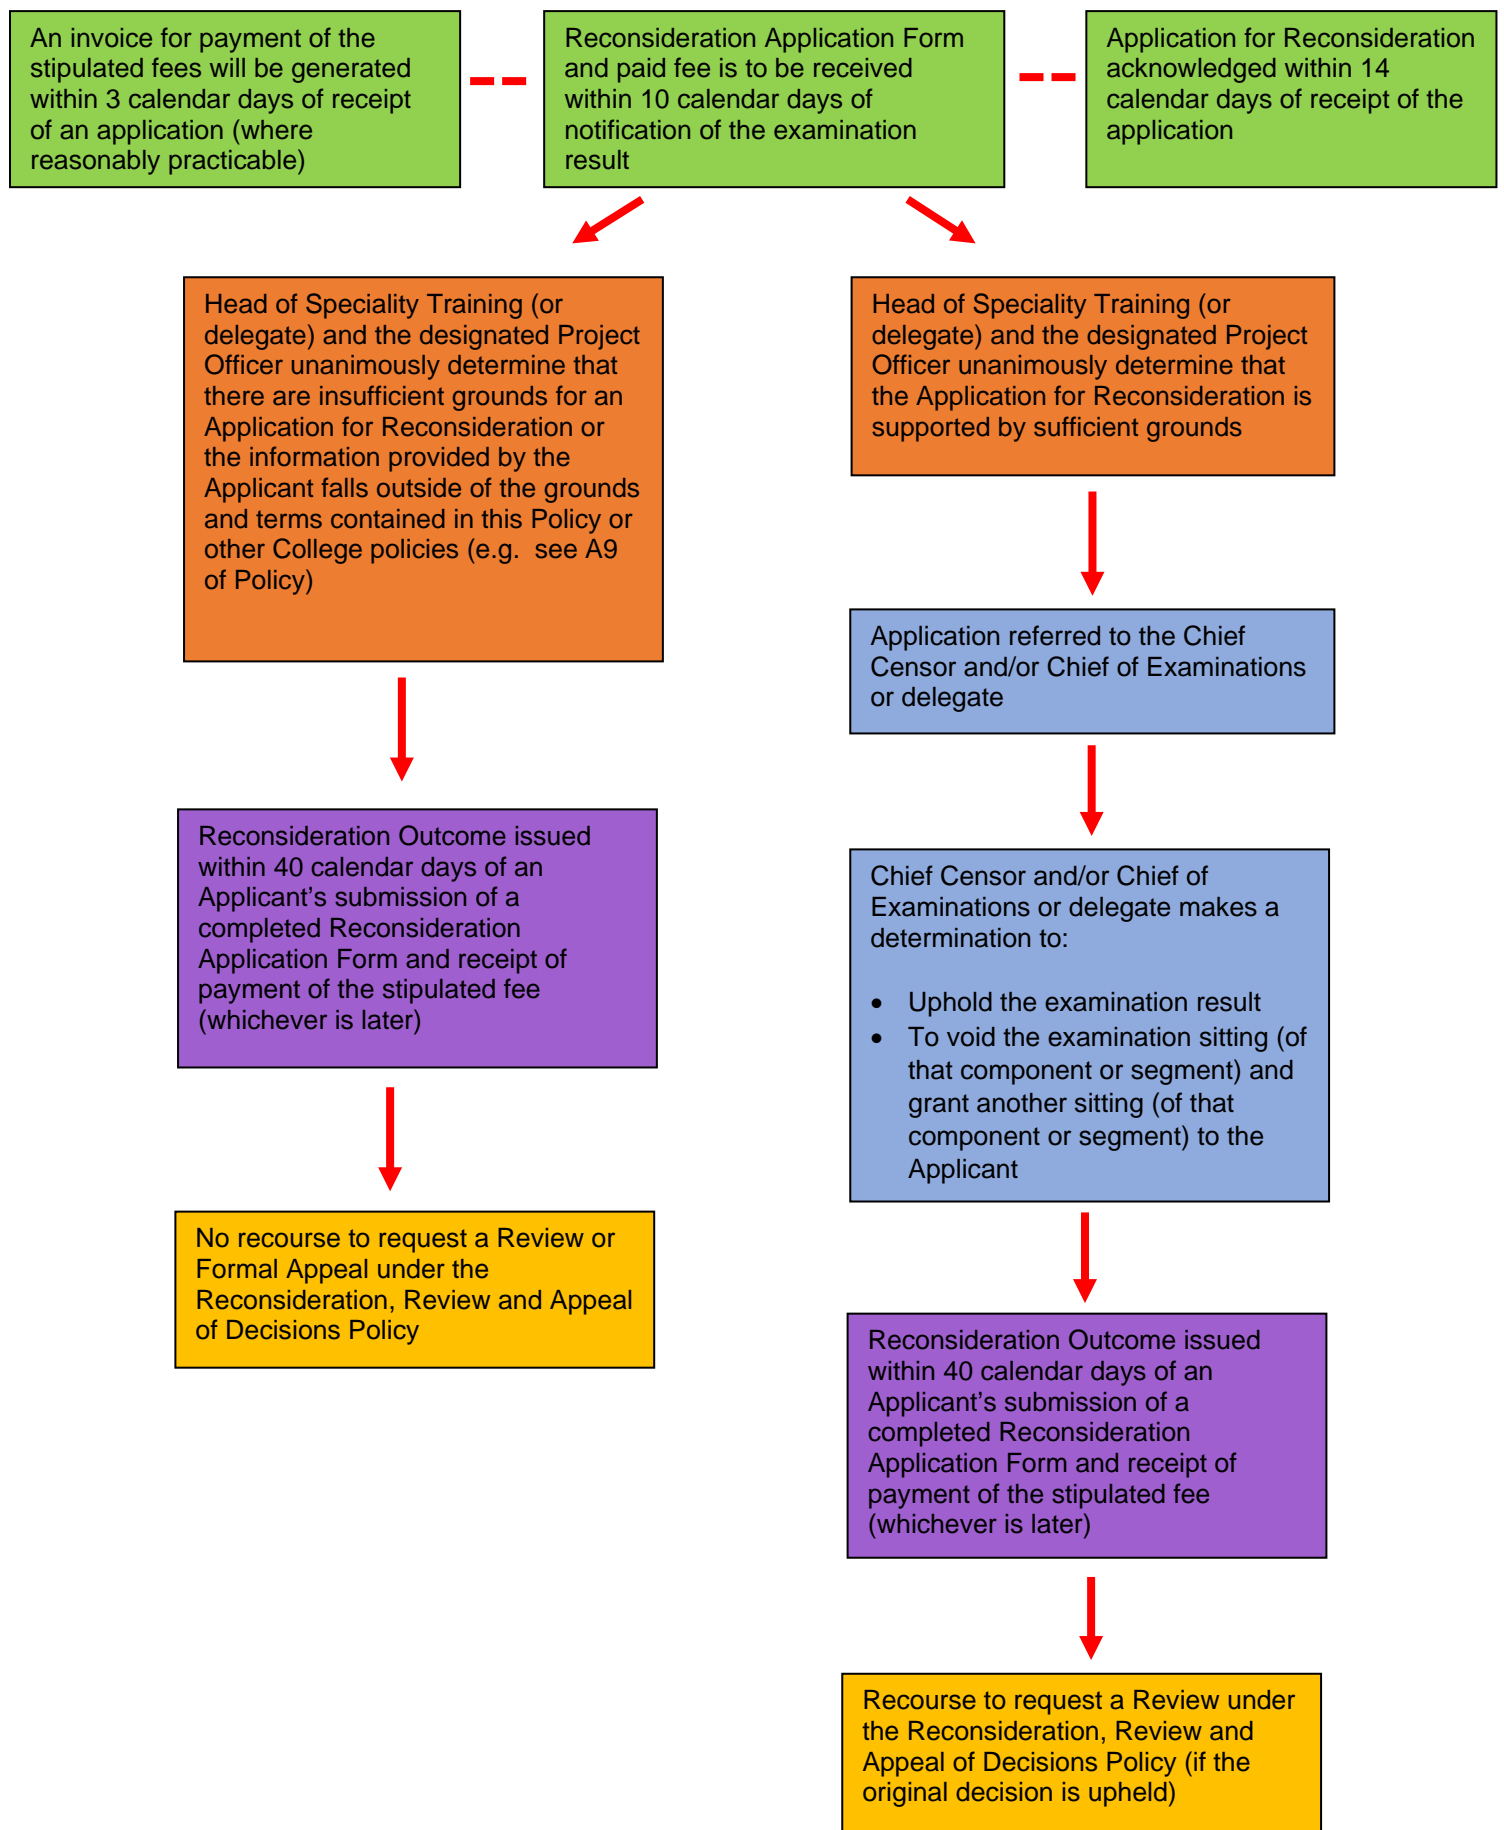 An invoice for payment of the
stipulated fees will be generated
within 3 calendar days of receipt
of an application (where
reasonably practicable)
Reconsideration Application Form
and paid fee is to be received
within 10 calendar days of
notification of the examination
result
Application for Reconsideration
acknowledged within 14
calendar days of receipt of the
application
Head of Speciality Training (or
delegate) and the designated Project
Officer unanimously determine that
there are insufficient grounds for an
Application for Reconsideration or
the information provided by the
Applicant falls outside of the grounds
and terms contained in this Policy or
other College policies (e.g.  see A9
of Policy)
Reconsideration Outcome issued
within 40 calendar days of an
Applicant’s submission of a
completed Reconsideration
Application Form and receipt of
payment of the stipulated fee
(whichever is later)
No recourse to request a Review or
Formal Appeal under the
Reconsideration, Review and Appeal
of Decisions Policy
Head of Speciality Training (or
delegate) and the designated Project
Officer unanimously determine that
the Application for Reconsideration is
supported by sufficient grounds
Application referred to the Chief
Censor and/or Chief of Examinations
or delegate
Chief Censor and/or Chief of
Examinations or delegate makes a
determination to:
• Uphold the examination result
• To void the examination sitting (of
that component or segment) and
grant another sitting (of that
component or segment) to the
Applicant
Reconsideration Outcome issued
within 40 calendar days of an
Applicant’s submission of a
completed Reconsideration
Application Form and receipt of
payment of the stipulated fee
(whichever is later)
Recourse to request a Review under
the Reconsideration, Review and
Appeal of Decisions Policy (if the
original decision is upheld)